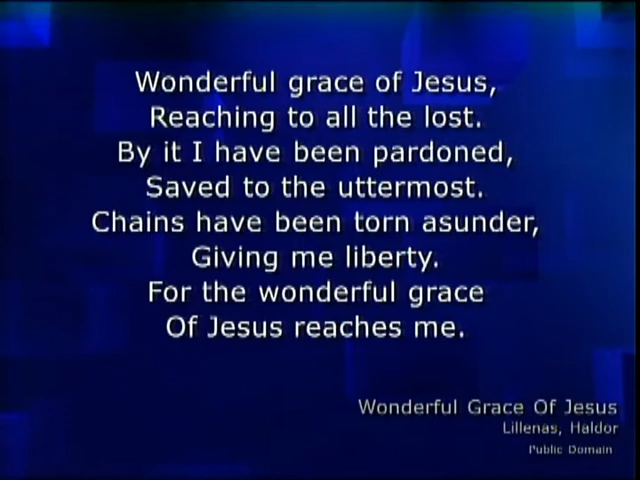 Wonderful grace of Jesus,
Reaching to all the lost.
By it I have been pardoned,
Saved to the uttermost.
Chains have been torn asunder,
Giving me liberty.
For the wonderful grace
Of Jesus reaches me.
Wonderful Grace Of Jesus
Lillenas, Haldor
Public Domain